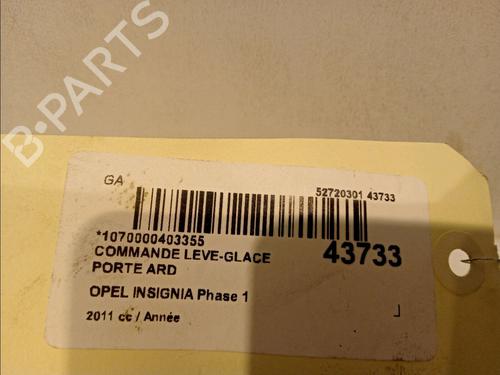 B-PARTS
GA
52720301 43733
*1070000403355
43733
COMMANDE LEVE-GLACE
PORTE ARD
OPEL INSIGNIA Phase 1
2011 cc / Année